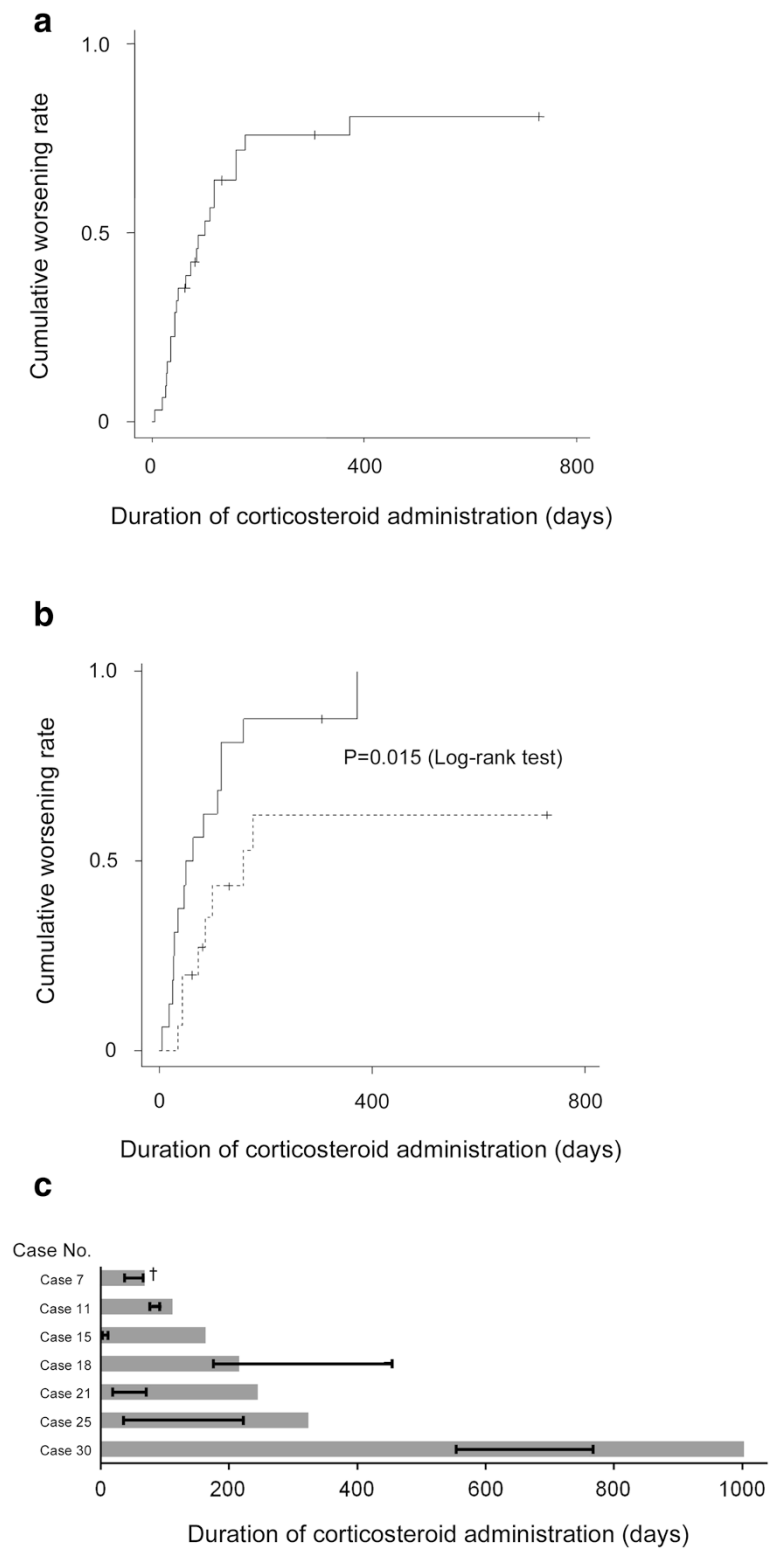 a
1.0
0.5
0
Cumulative worsening rate
0 400 800
Duration of corticosteroid administration (days)
b
1.0
0.5
0
Cumulative worsening rate
P=0.015 (Log-rank test)
0 400 800
Duration of corticosteroid administration (days)
c
Case No.
Case 7 †
Case 11
Case 15
Case 18
Case 21
Case 25
Case 30
0 200 400 600 800 1000
Duration of corticosteroid administration (days)